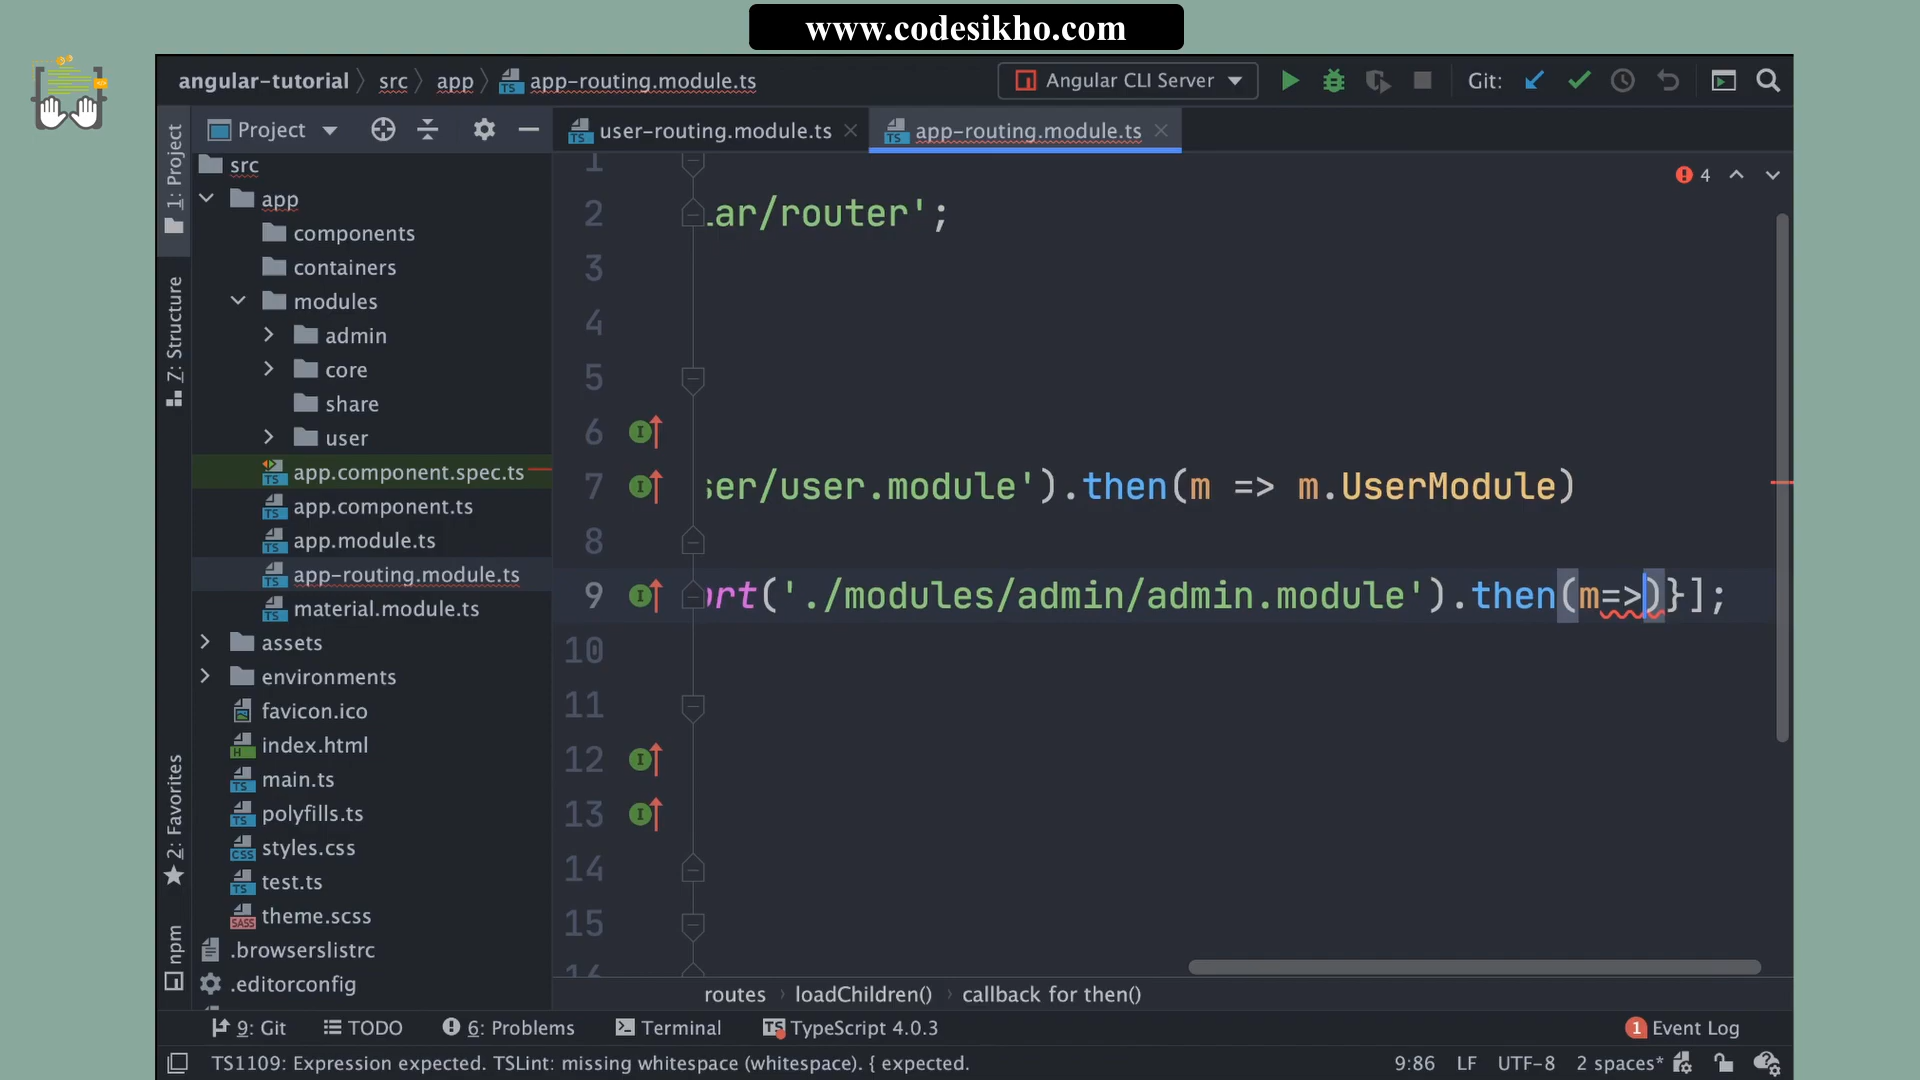 www.codesikho.com
angular-tutorial src app app-routing.module.ts Angular CLI Server Git:
Project user-routing.module.ts app-routing.module.ts
1: Project
Z: Structure
2: Favorites
npm
src
app
components
containers
modules
admin
core
share
user
app.component.spec.ts
app.component.ts
app.module.ts
app-routing.module.ts
material.module.ts
assets
environments
favicon.ico
index.html
main.ts
polyfills.ts
styles.css
test.ts
theme.scss
.browserslistrc
.editorconfig
4
1
2 lar/router';
3
4
5
6
7 ser/user.module').then(m => m.UserModule)
8
9 ort('./modules/admin/admin.module').then(m=>)}];
10
11
12
13
14
15
16
routes loadChildren() callback for then()
9: Git TODO 6: Problems Terminal TypeScript 4.0.3 1 Event Log
TS1109: Expression expected. TSLint: missing whitespace (whitespace). { expected. 9:86 LF UTF-8 2 spaces*